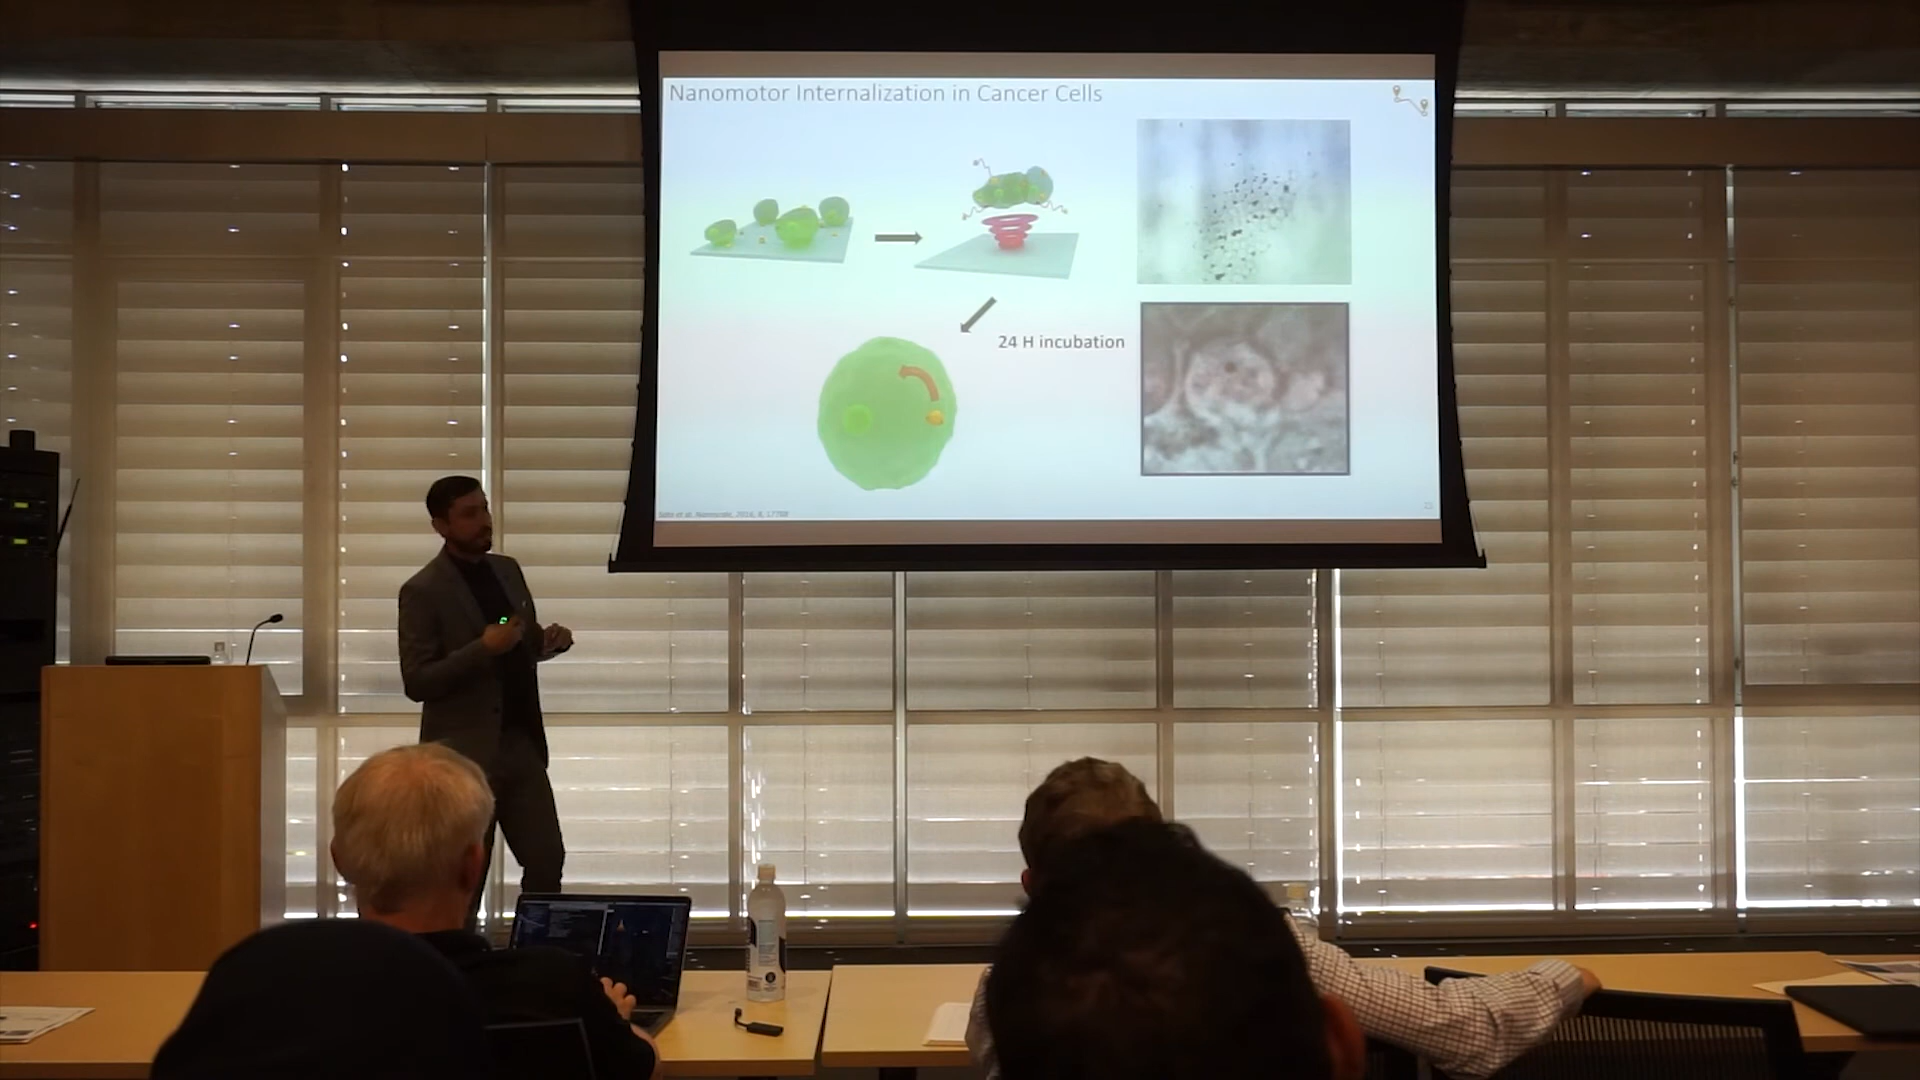 Nanomotor Internalization in Cancer Cells
24 H incubation